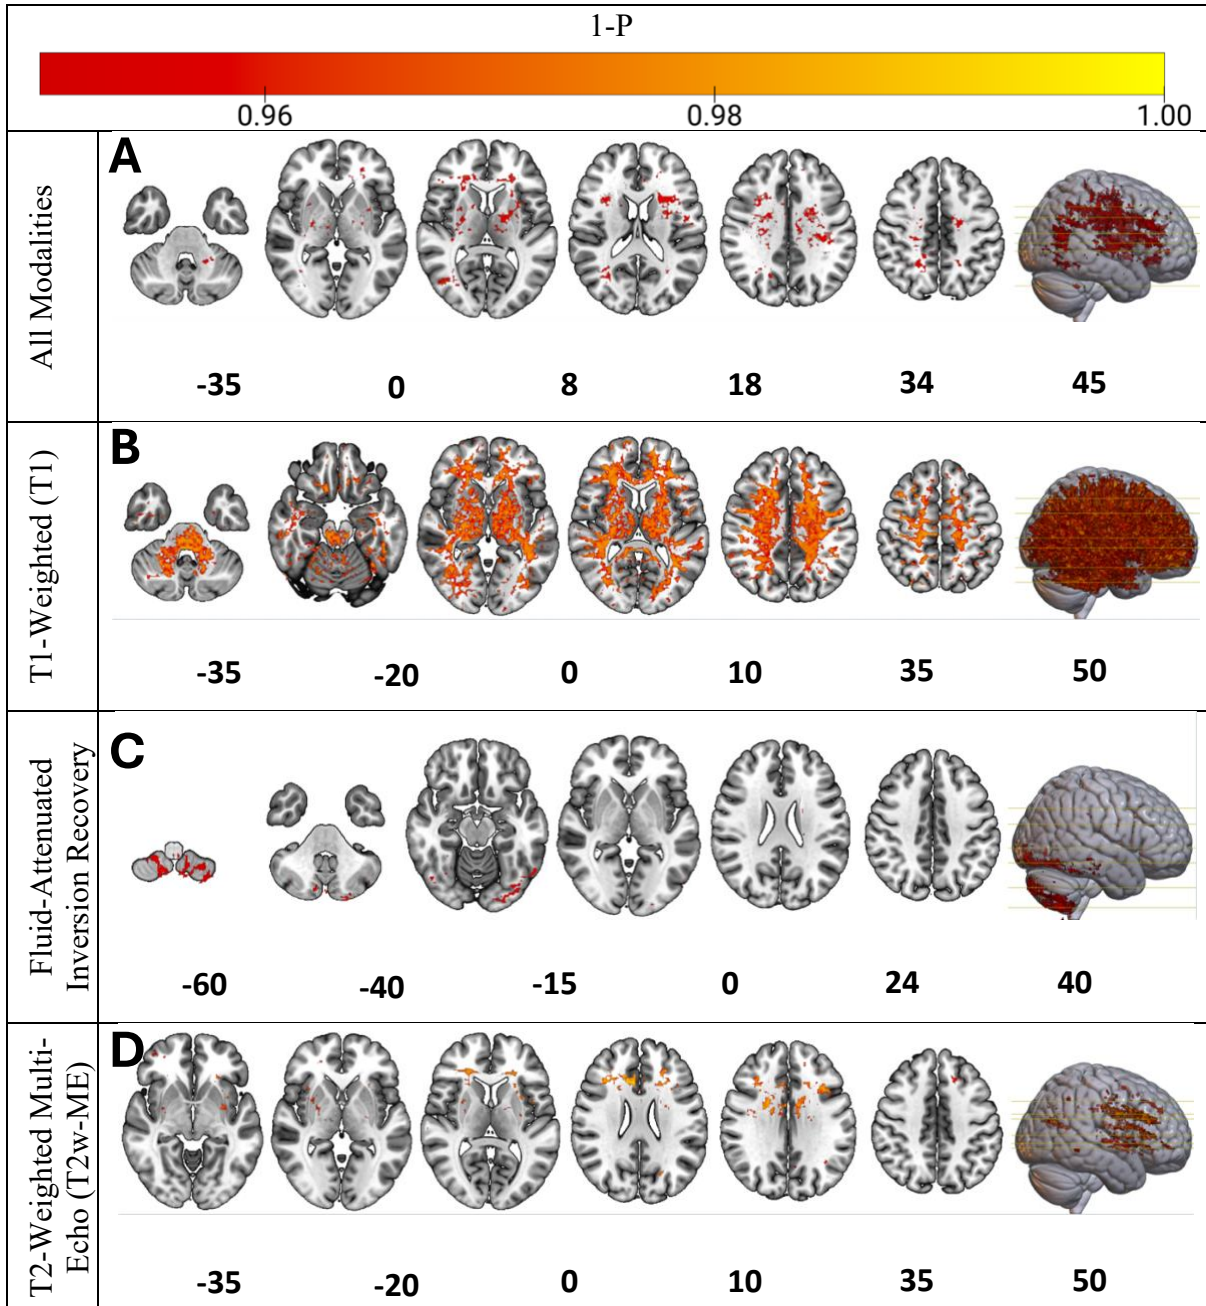 1-P
0.96 0.98 1.00
All Modalities
A
-35 0 8 18 34 45
T1-Weighted (T1)
B
-35 -20 0 10 35 50
Fluid-Attenuated
Inversion Recovery
C
-60 -40 -15 0 24 40
T2-Weighted Multi-
Echo (T2w-ME)
D
-35 -20 0 10 35 50